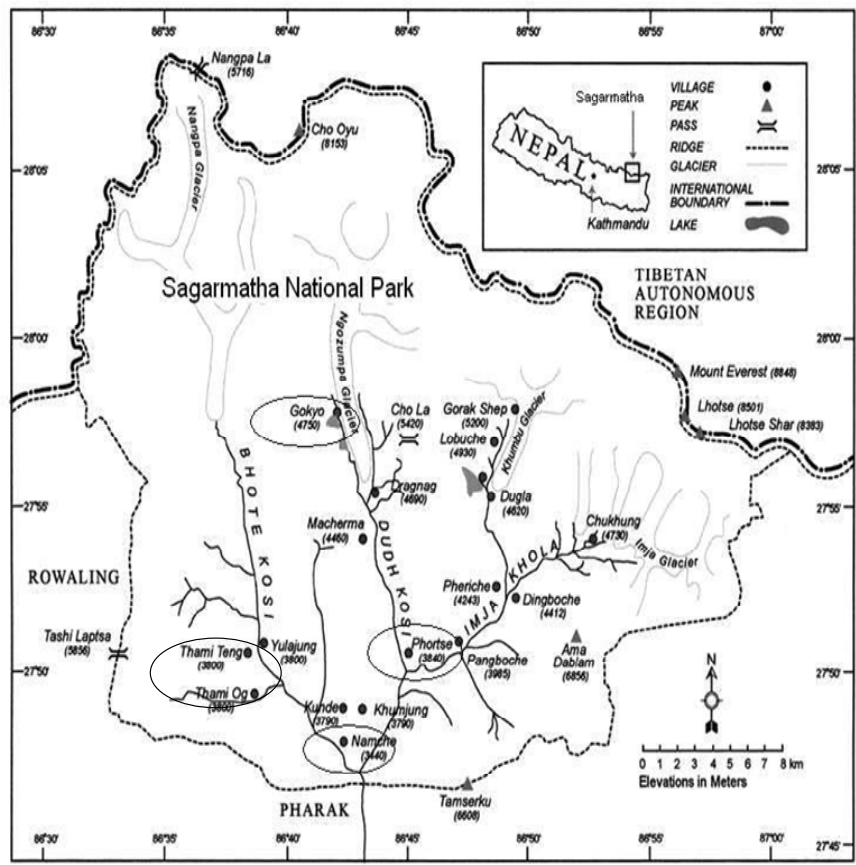 86°30'
86°35'
86°40'
86°45'
86°50'
86°55'
87°00'
Nangpa La
(5716)
Cho Oyu
(8153)
Nangpa Glacier
Sagarmatha
NEPAL
Kathmandu
VILLAGE
PEAK
PASS
RIDGE
GLACIER
INTERNATIONAL
BOUNDARY
LAKE
28°05'
28°05'
TIBETAN
AUTONOMOUS
REGION
Sagarmatha National Park
28°00'
28°00'
Ngozumpa Glacier
Mount Everest (8848)
Lhotse (8501)
Lhotse Shar (8383)
Gokyo
(4750)
Cho La
(5420)
Gorak Shep
(5200)
Lobuche
(4930)
Khumbu Glacier
BHOTE KOSI
27°55'
27°55'
Dragnag
(4690)
Dugla
(4620)
Macherma
(4460)
DUDH KOSI
Chukhung
(4730)
Imja Glacier
IMJA KHOLA
ROWALING
Pheriche
(4243)
Dingboche
(4412)
Tashi Laptsa
(5856)
27°50'
27°50'
Thami Teng
(3800)
Yulajung
(3800)
Phortse
(3840)
Pangboche
(3985)
Ama
Dablam
(6856)
Thami Og
(3800)
Kunde
(3790)
Khumjung
(3790)
Namche
(3440)
N
0 1 2 3 4 5 6 7 8 km
Elevations in Meters
PHARAK
Tamserku
(6608)
86°30'
86°35'
86°40'
86°45'
86°50'
86°55'
87°00'
27°45'